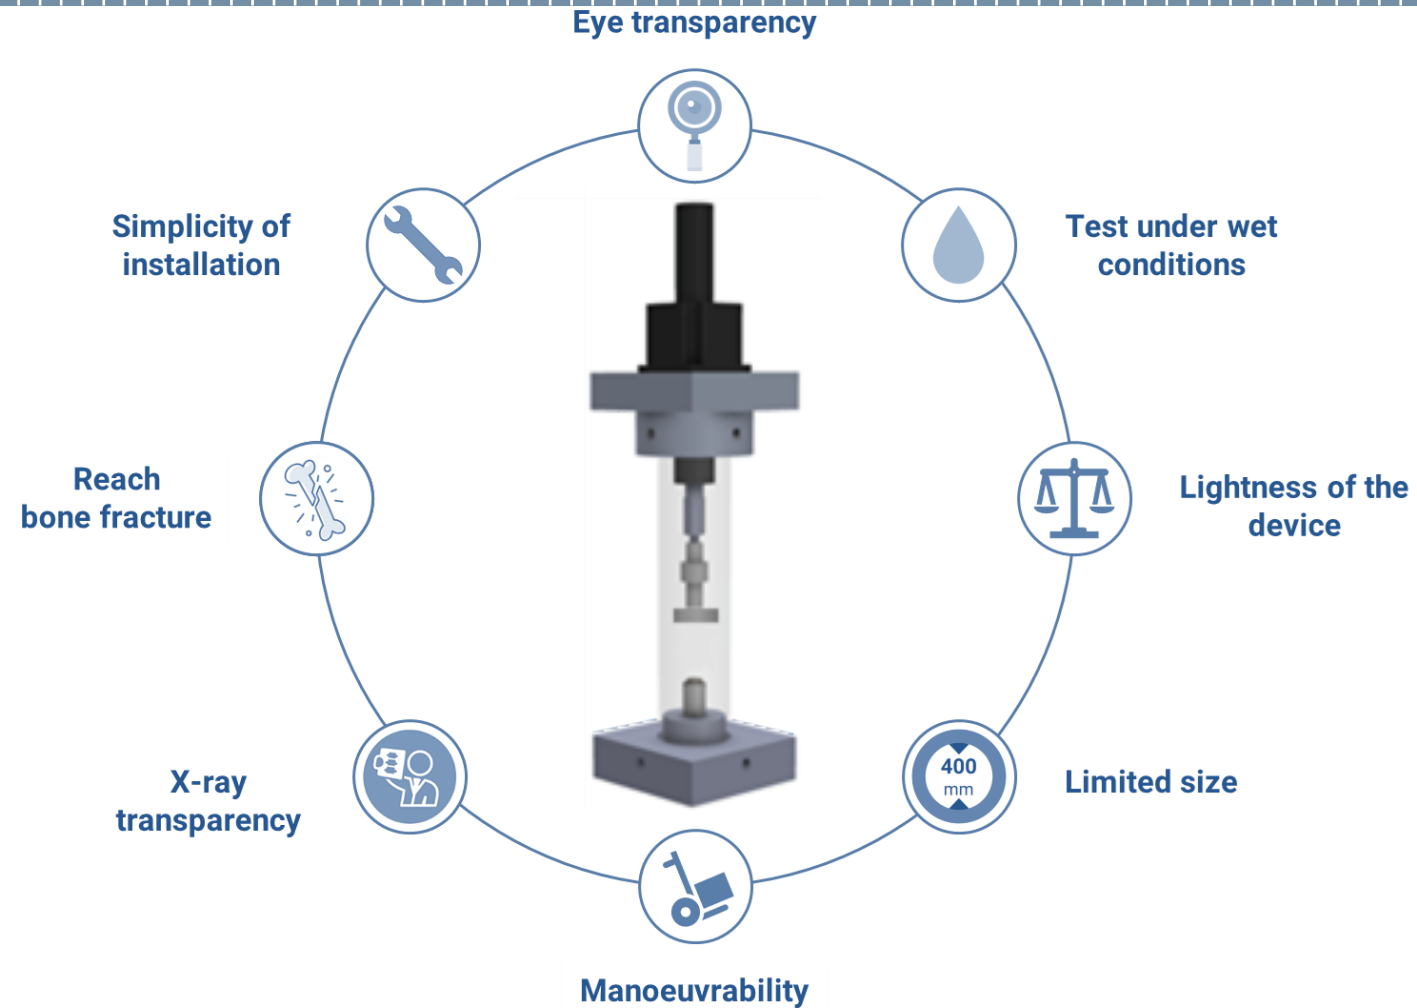 Eye transparency
Simplicity of
installation
Test under wet
conditions
Reach
bone fracture
Lightness of the
device
X-ray
transparency
400
mm
Limited size
Manoeuvrability